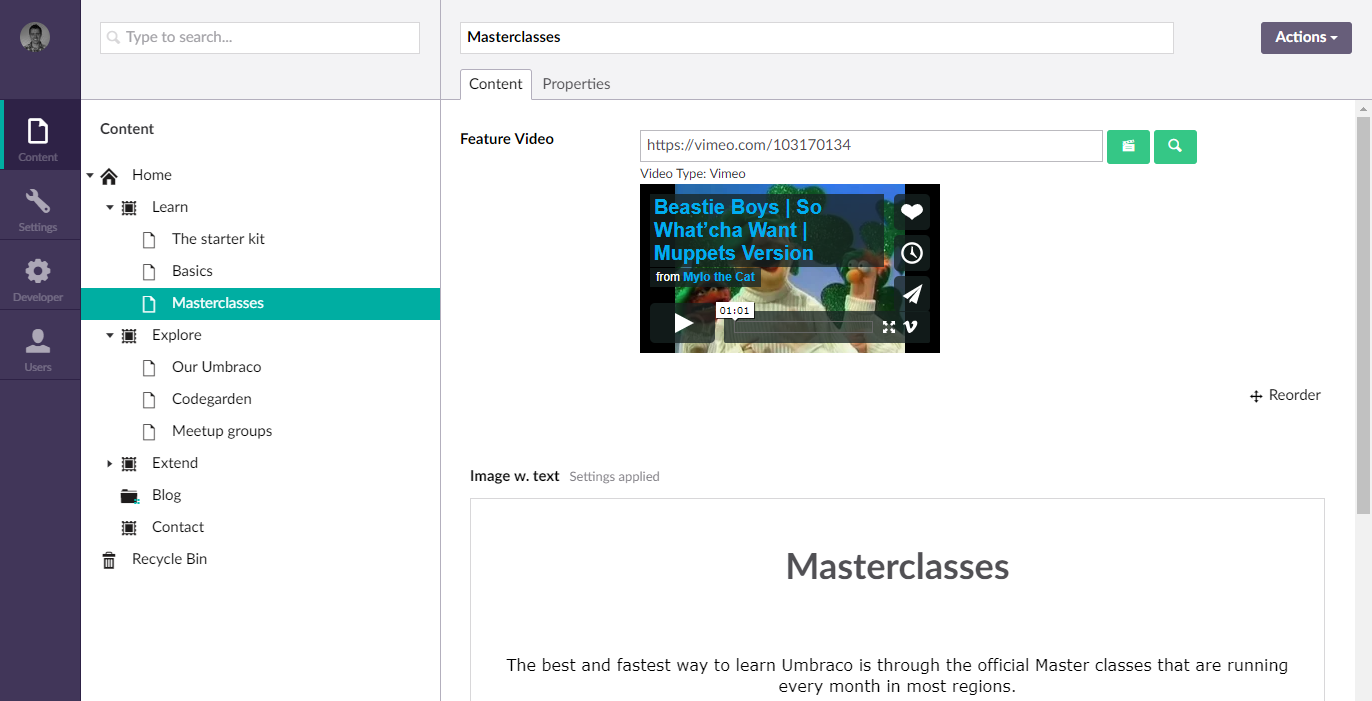 Type to search...
Masterclasses
Actions
Content
Properties
Content
Settings
Developer
Users
Content
Home
Learn
The starter kit
Basics
Masterclasses
Explore
Our Umbraco
Codegarden
Meetup groups
Extend
Blog
Contact
Recycle Bin
Feature Video
https://vimeo.com/103170134
Video Type: Vimeo
Beastie Boys | So
What’cha Want |
Muppets Version
from Mylo the Cat
01:01
Reorder
Image w. text Settings applied
Masterclasses
The best and fastest way to learn Umbraco is through the official Master classes that are running
every month in most regions.